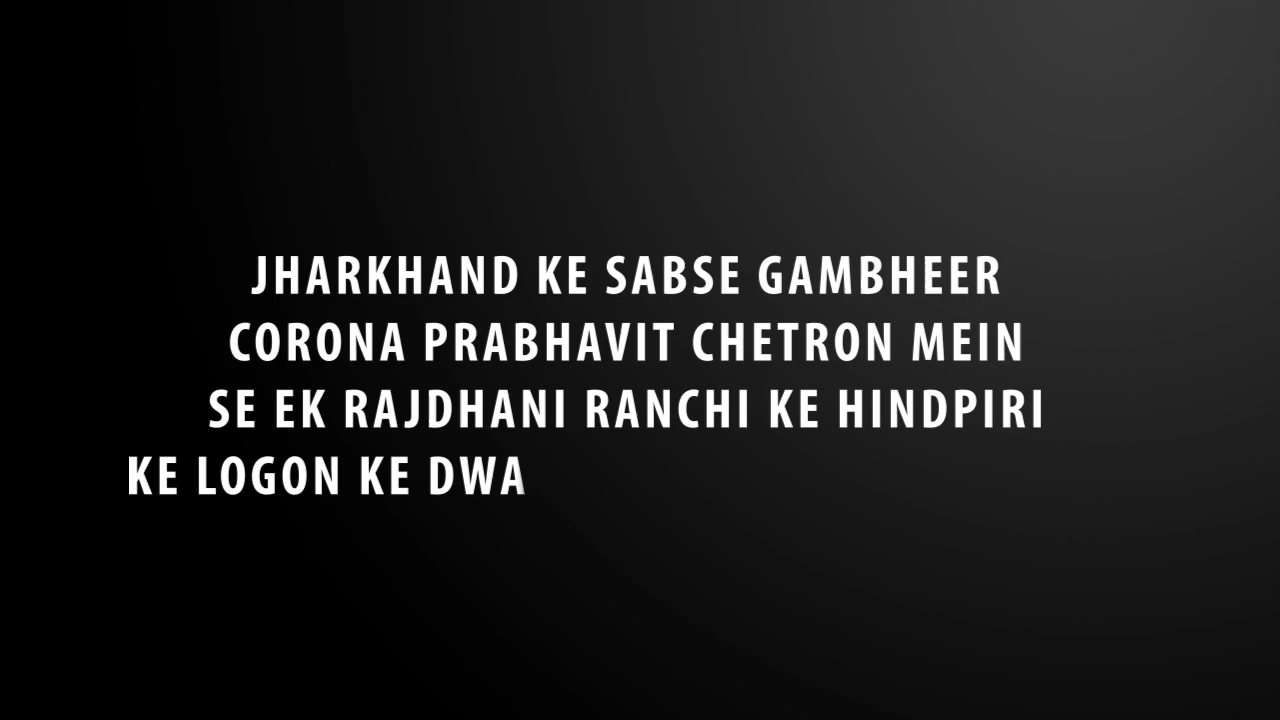 JHARKHAND KE SABSE GAMBHEER
CORONA PRABHAVIT CHETRON MEIN
SE EK RAJDHANI RANCHI KE HINDPIRI
KE LOGON KE DWA